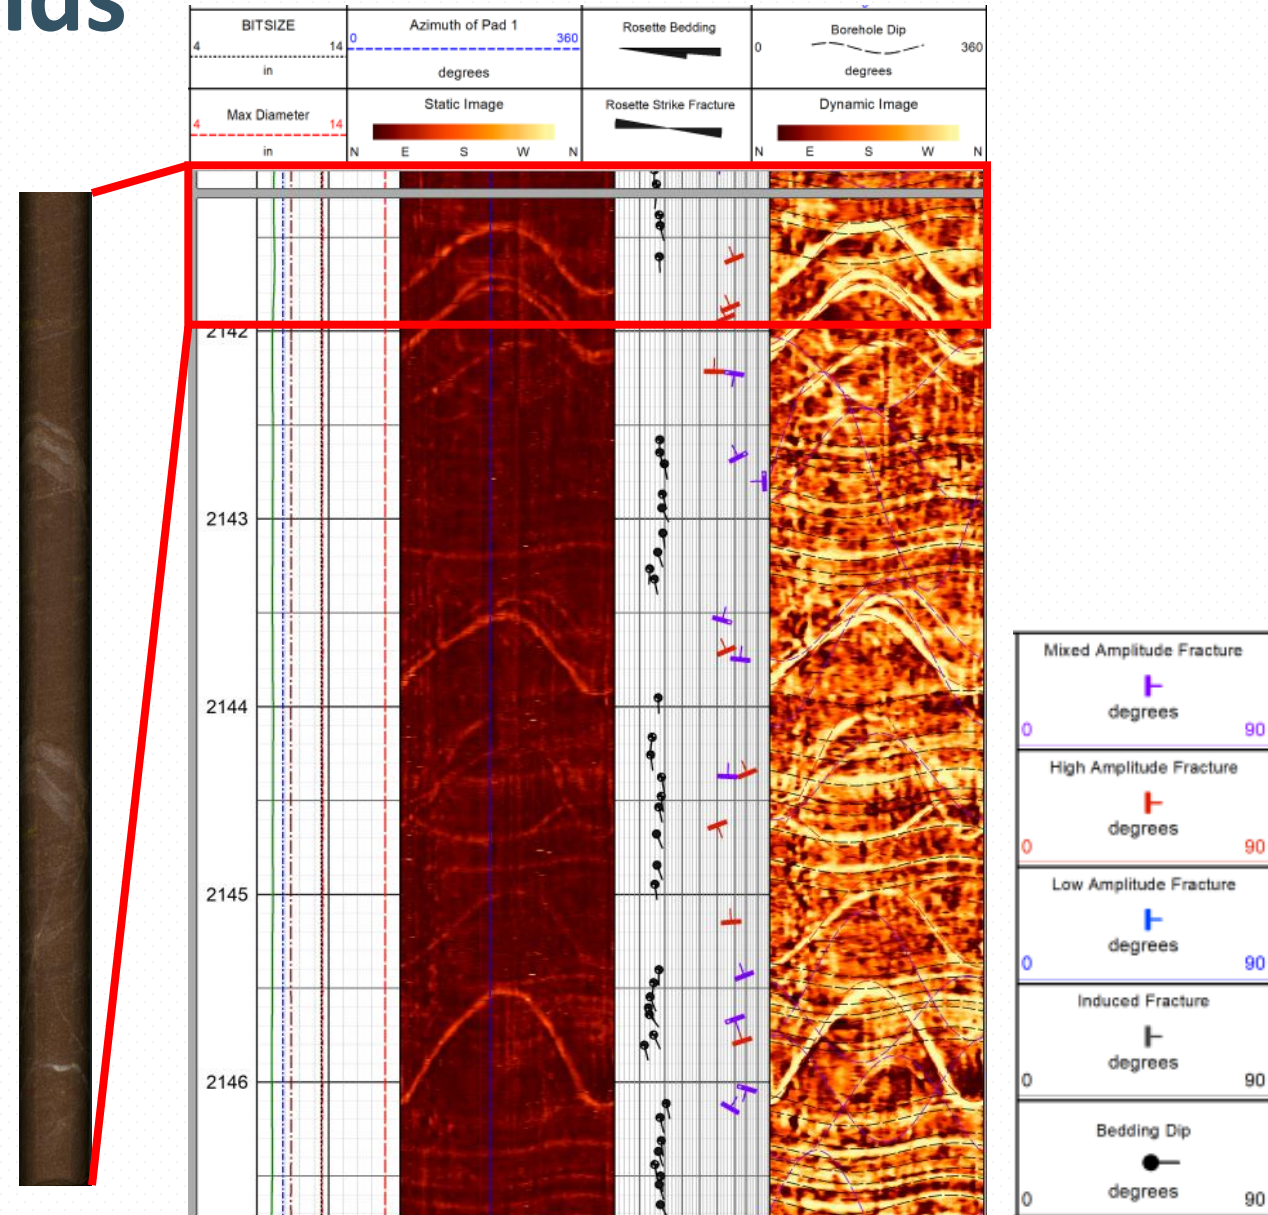 lds
BITSIZE
4 14
in
Max Diameter
4 14
in
Azimuth of Pad 1
0 360
degrees
Static Image
N E S W N
Rosette Bedding
Rosette Strike Fracture
Borehole Dip
0 360
degrees
Dynamic Image
N E S W N
2142
2143
2144
2145
2146
Mixed Amplitude Fracture
degrees
0 90
High Amplitude Fracture
degrees
0 90
Low Amplitude Fracture
degrees
0 90
Induced Fracture
degrees
0 90
Bedding Dip
degrees
0 90